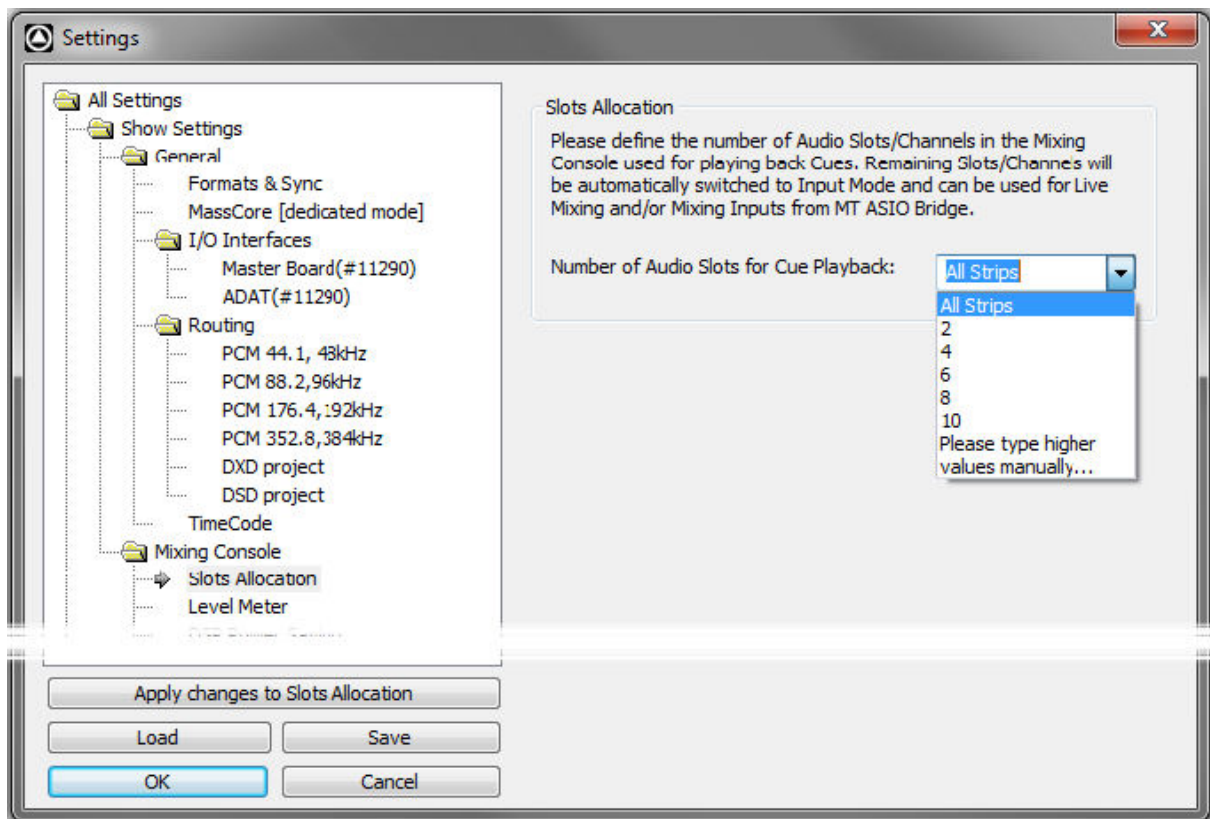 Settings
All Settings
Show Settings
General
Formats & Sync
MassCore [dedicated mode]
I/O Interfaces
Master Board(#11290)
ADAT(#11290)
Routing
PCM 44.1, 48kHz
PCM 88.2,96kHz
PCM 176.4,192kHz
PCM 352.8,384kHz
DXD project
DSD project
TimeCode
Mixing Console
Slots Allocation
Level Meter
Apply changes to Slots Allocation
Load
Save
OK
Cancel
Slots Allocation
Please define the number of Audio Slots/Channels in the Mixing
Console used for playing back Cues. Remaining Slots/Channels will
be automatically switched to Input Mode and can be used for Live
Mixing and/or Mixing Inputs from MT ASIO Bridge.
Number of Audio Slots for Cue Playback:
All Strips
All Strips
2
4
6
8
10
Please type higher
values manually...